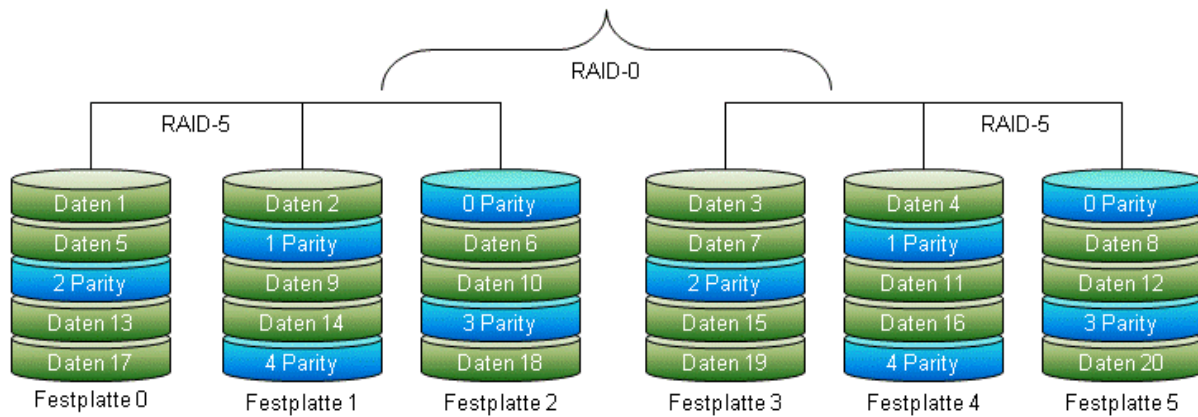 RAID-0
RAID-5 RAID-5
Daten 1 Daten 2 0 Parity Daten 3 Daten 4 0 Parity
Daten 5 1 Parity Daten 6 Daten 7 1 Parity Daten 8
2 Parity Daten 9 Daten 10 2 Parity Daten 11 Daten 12
Daten 13 Daten 14 3 Parity Daten 15 Daten 16 3 Parity
Daten 17 4 Parity Daten 18 Daten 19 4 Parity Daten 20
Festplatte 0 Festplatte 1 Festplatte 2 Festplatte 3 Festplatte 4 Festplatte 5